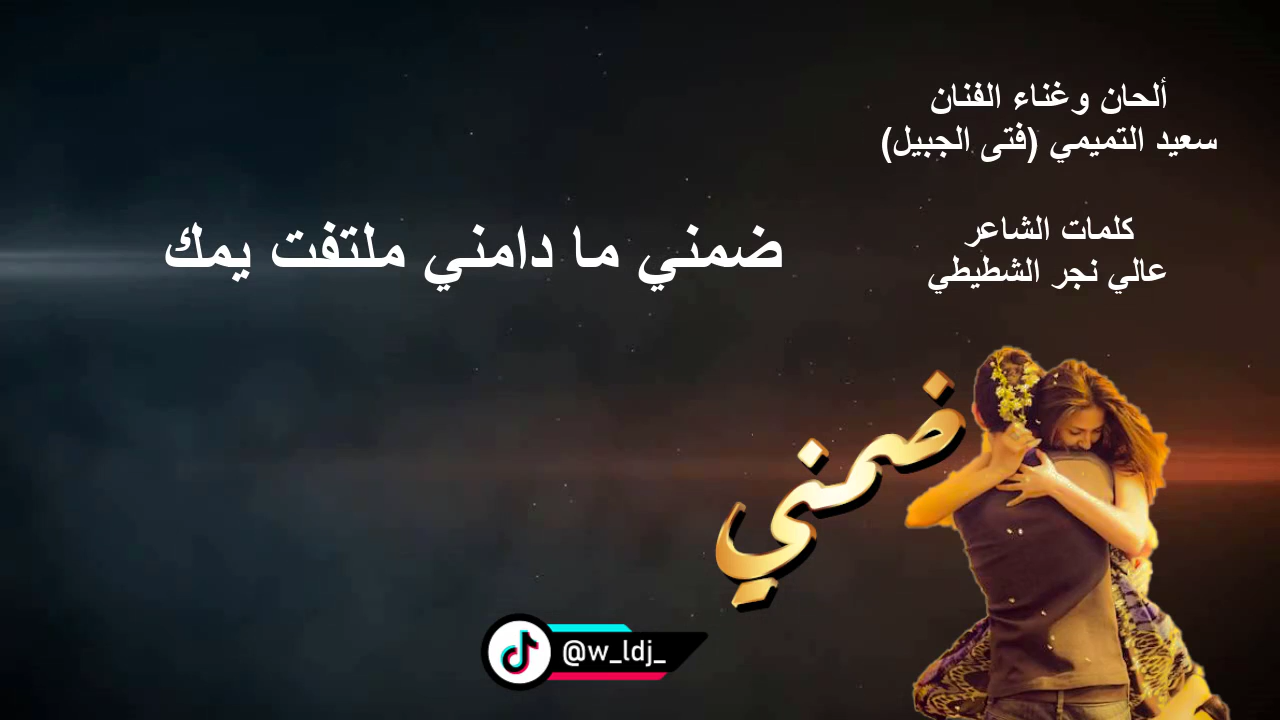 ألحان وغناء الفنان
سعيد التميمي (فتى الجبيل)
كلمات الشاعر
عالي نجر الشطيطي
ضمني ما دامني ملتفت يمك
ضمني
@w_ldj_